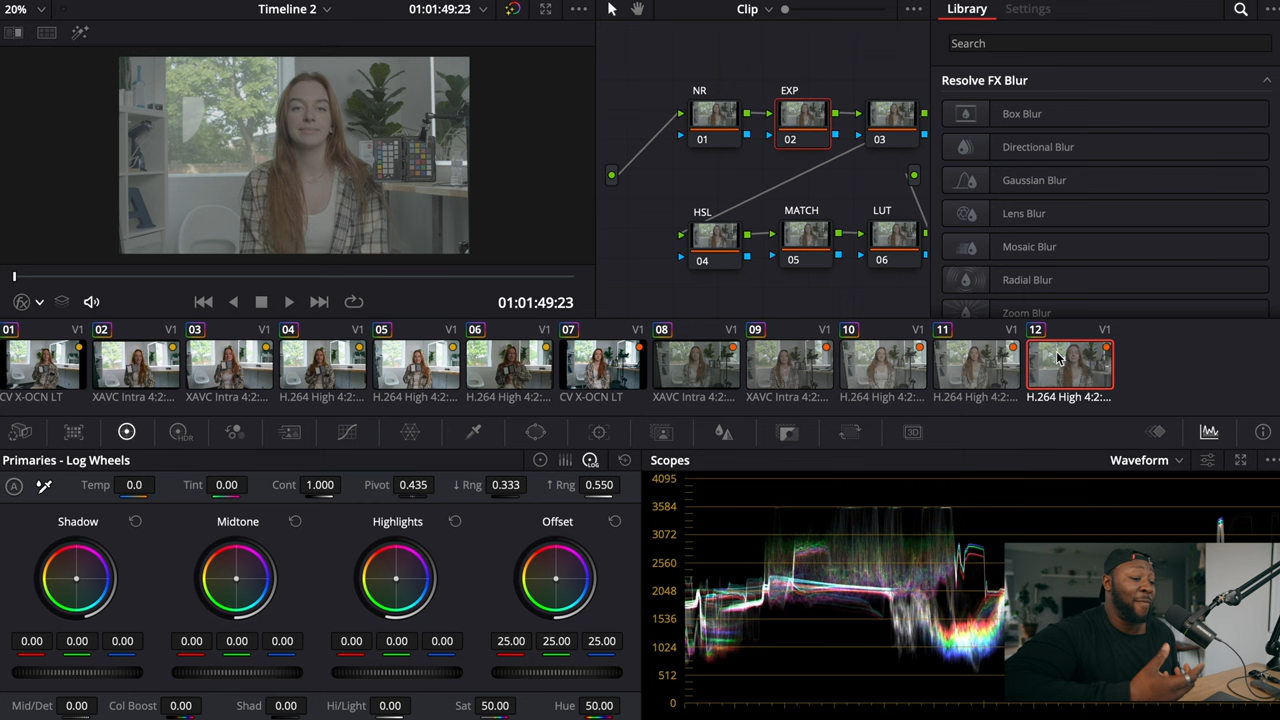 20% Timeline 2 01:01:49:23 Clip Library Settings
Search
Resolve FX Blur
Box Blur
Directional Blur
Gaussian Blur
Lens Blur
Mosaic Blur
Radial Blur
Zoom Blur
NR EXP
01 02 03
HSL MATCH LUT
04 05 06
01:01:49:23
01 V1 02 V1 03 V1 04 V1 05 V1 06 V1 07 V1 08 V1 09 V1 10 V1 11 V1 12 V1
CV X-OCN LT XAVC Intra 4:2:... XAVC Intra 4:2:... H.264 High 4:2:... H.264 High 4:2:... H.264 High 4:2:... CV X-OCN LT XAVC Intra 4:2:... XAVC Intra 4:2:... H.264 High 4:2:... H.264 High 4:2:... H.264 High 4:2:...
HDR 3D
Primaries - Log Wheels LOG
A Temp 0.0 Tint 0.00 Cont 1.000 Pivot 0.435 ↓ Rng 0.333 ↑ Rng 0.550
Shadow Midtone Highlights Offset
0.00 0.00 0.00 0.00 0.00 0.00 0.00 0.00 0.00 25.00 25.00 25.00
Mid/Det 0.00 Col Boost 0.00 Shad 0.00 Hi/Light 0.00 Sat 50.00 Hue 50.00
Scopes Waveform
4095
3584
3072
2560
2048
1536
1024
512
0